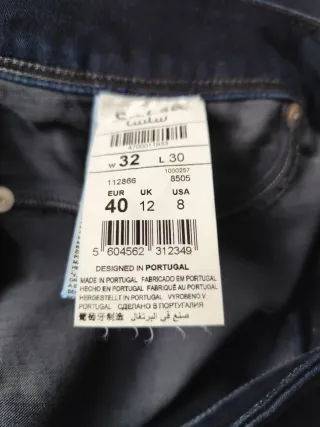 4700011933
W 32 L 30
1000257
112866 8505
EUR UK USA
40 12 8
5 604562 312349
DESIGNED IN PORTUGAL
MADE IN PORTUGAL FABRICADO EM PORTUGAL
HECHO EN PORTUGAL FABRIQUÉ AU PORTUGAL
HERGESTELLT IN PORTUGAL VYROBENO V
PORTUGAL СДЕЛАНО В ПОРТУГАЛИЯ
葡萄牙制造 صنع في البرتغال